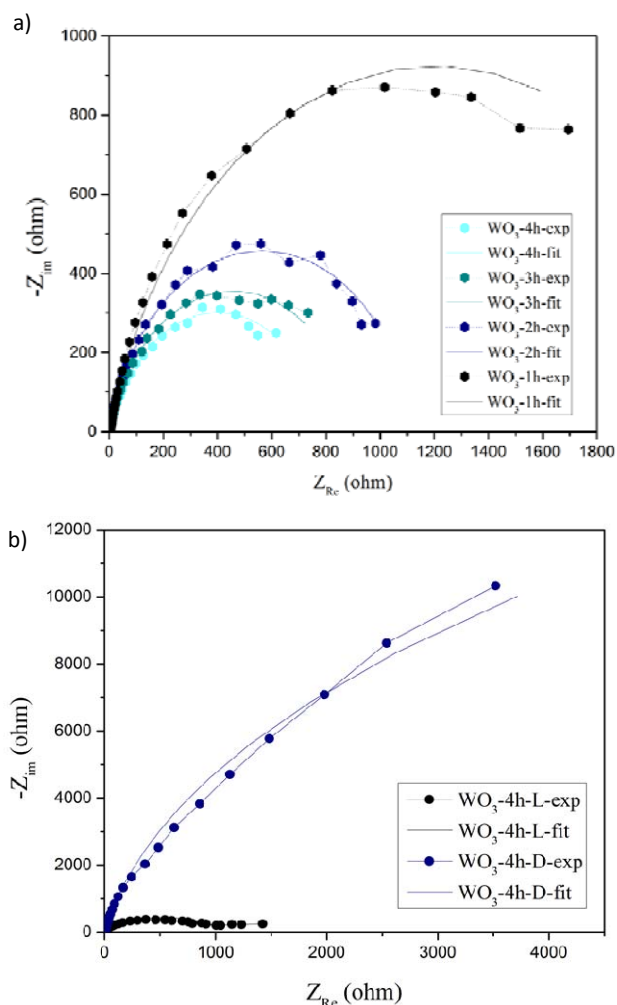 a)
1000
800
600
400
200
0
-Z_im (ohm)
WO₃-4h-exp
WO₃-4h-fit
WO₃-3h-exp
WO₃-3h-fit
WO₃-2h-exp
WO₃-2h-fit
WO₃-1h-exp
WO₃-1h-fit
0 200 400 600 800 1000 1200 1400 1600 1800
Z_Re (ohm)
b)
12000
10000
8000
6000
4000
2000
0
-Z_im (ohm)
WO₃-4h-L-exp
WO₃-4h-L-fit
WO₃-4h-D-exp
WO₃-4h-D-fit
0 1000 2000 3000 4000
Z_Re (ohm)